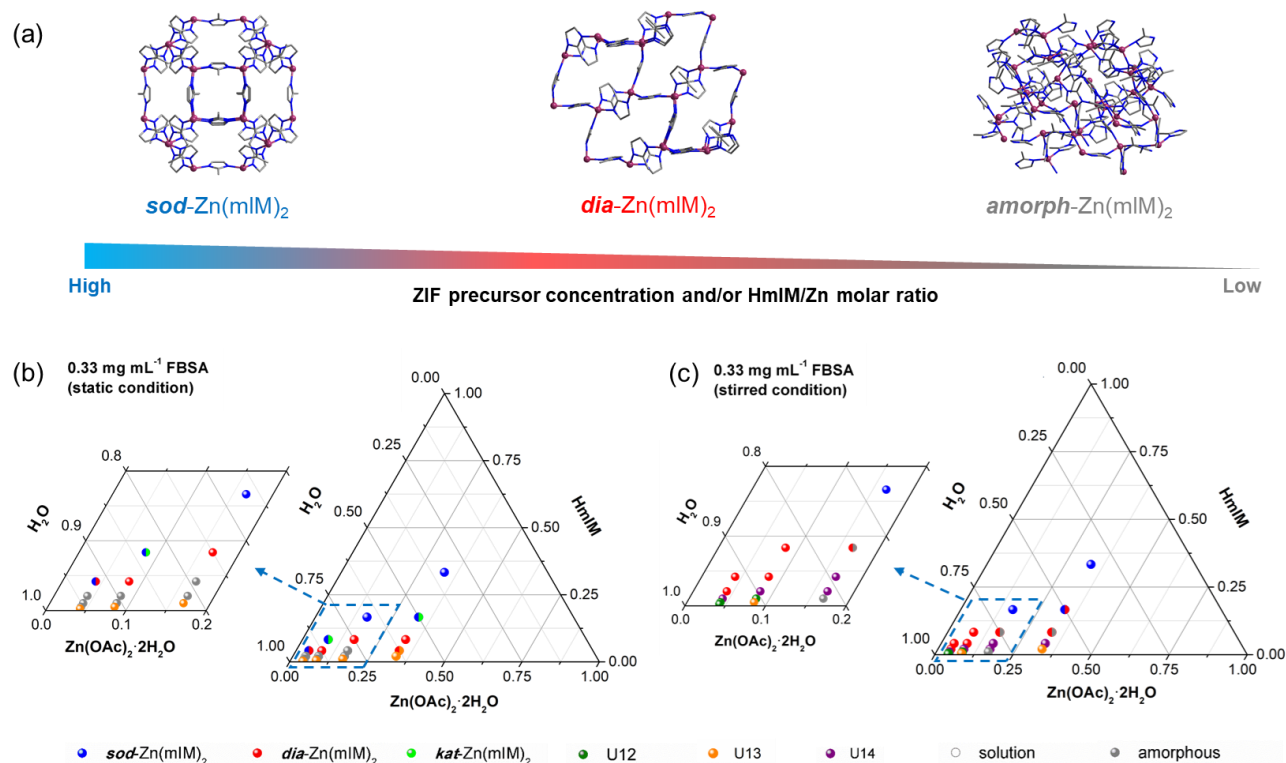 (a)
sod-Zn(mIM)2
dia-Zn(mIM)2
amorph-Zn(mIM)2
High
ZIF precursor concentration and/or HmIM/Zn molar ratio
Low
(b)
0.33 mg mL⁻¹ FBSA
(static condition)
0.00
1.00
0.25
0.75
H2O
HmIM
0.50
0.50
0.75
0.25
1.00
0.00
0.00
0.25
0.50
0.75
1.00
Zn(OAc)2·2H2O
0.8
H2O
0.9
1.0
0.0
0.1
0.2
Zn(OAc)2·2H2O
(c)
0.33 mg mL⁻¹ FBSA
(stirred condition)
0.00
1.00
0.25
0.75
H2O
HmIM
0.50
0.50
0.75
0.25
1.00
0.00
0.00
0.25
0.50
0.75
1.00
Zn(OAc)2·2H2O
0.8
H2O
0.9
1.0
0.0
0.1
0.2
Zn(OAc)2·2H2O
sod-Zn(mIM)2
dia-Zn(mIM)2
kat-Zn(mIM)2
U12
U13
U14
solution
amorphous